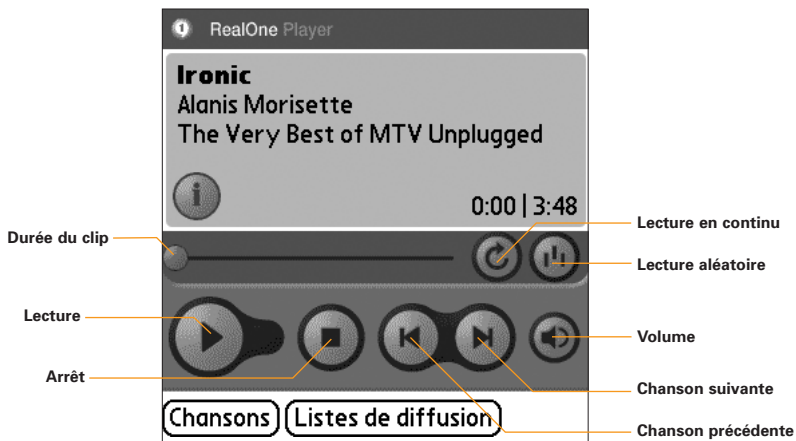 1 RealOne Player
Ironic
Alanis Morisette
The Very Best of MTV Unplugged
i
0:00 | 3:48
Durée du clip
Lecture en continu
Lecture aléatoire
Lecture
Volume
Arrêt
Chanson suivante
Chansons Listes de diffusion
Chanson précédente